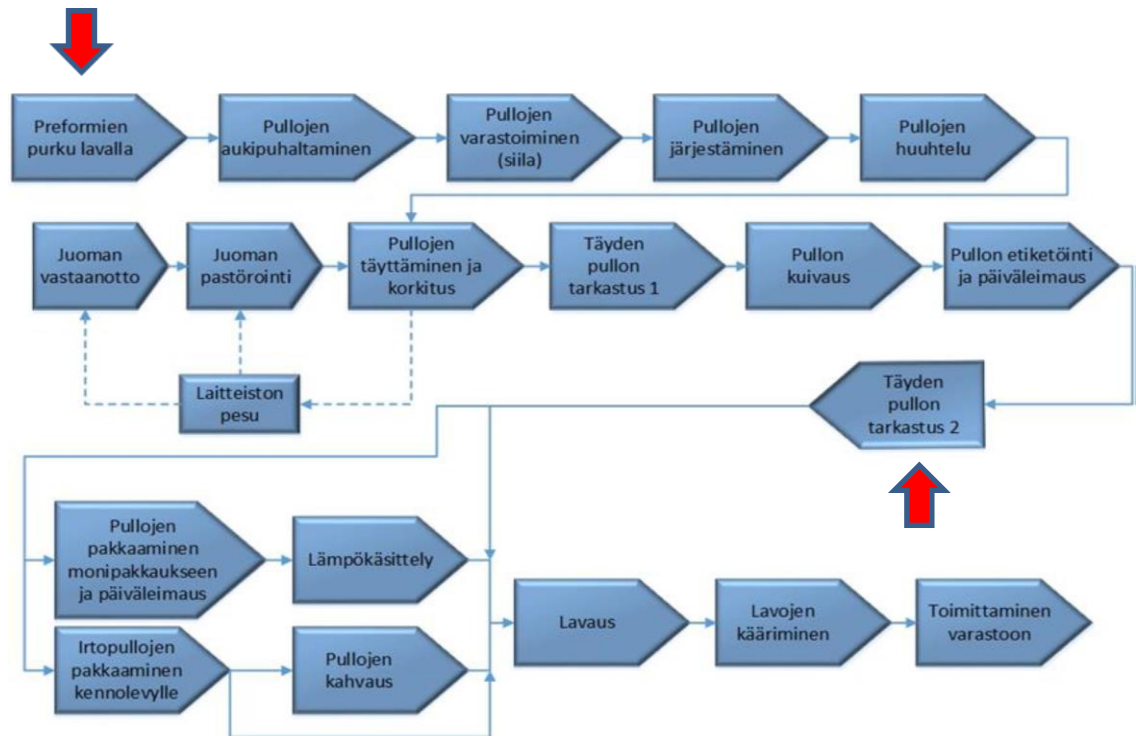 Preformien
purku lavalla
Pullojen
aukipuhaltaminen
Pullojen
varastoiminen
(siila)
Pullojen
järjestäminen
Pullojen
huuhtelu
Juoman
vastaanotto
Juoman
pastörointi
Pullojen
täyttäminen ja
korkitus
Täyden
pullon
tarkastus 1
Pullon
kuivaus
Pullon etiketöinti
ja päiväleimaus
Laitteiston
pesu
Täyden
pullon
tarkastus 2
Pullojen
pakkaaminen
monipakkaukseen
ja päiväleimaus
Lämpökäsittely
Irtopullojen
pakkaaminen
kennolevylle
Pullojen
kahvaus
Lavaus
Lavojen
kääriminen
Toimittaminen
varastoon